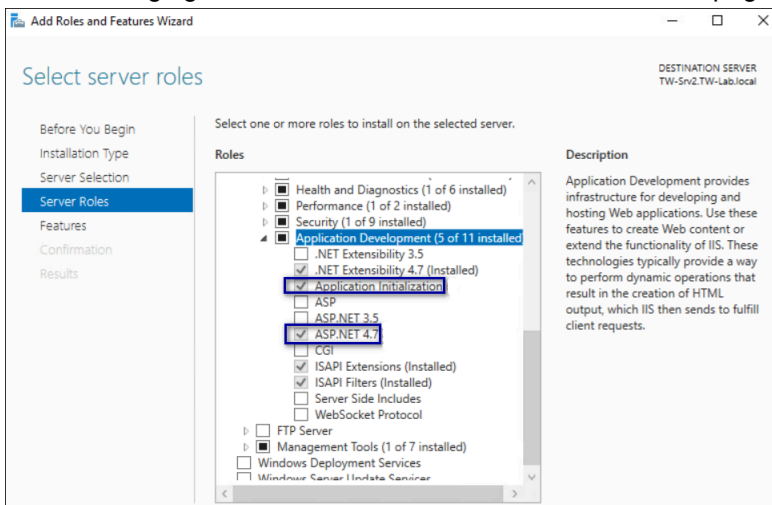 Add Roles and Features Wizard
Select server roles
DESTINATION SERVER
TW-Srv2.TW-Lab.local
Before You Begin
Installation Type
Server Selection
Server Roles
Features
Confirmation
Results
Select one or more roles to install on the selected server.
Roles
Health and Diagnostics (1 of 6 installed)
Performance (1 of 2 installed)
Security (1 of 9 installed)
Application Development (5 of 11 installed
.NET Extensibility 3.5
.NET Extensibility 4.7 (Installed)
Application Initialization
ASP
ASP.NET 3.5
ASP.NET 4.7
CGI
ISAPI Extensions (Installed)
ISAPI Filters (Installed)
Server Side Includes
WebSocket Protocol
FTP Server
Management Tools (1 of 7 installed)
Windows Deployment Services
Windows Server Update Services
Description
Application Development provides
infrastructure for developing and
hosting Web applications. Use these
features to create Web content or
extend the functionality of IIS. These
technologies typically provide a way
to perform dynamic operations that
result in the creation of HTML
output, which IIS then sends to fulfill
client requests.